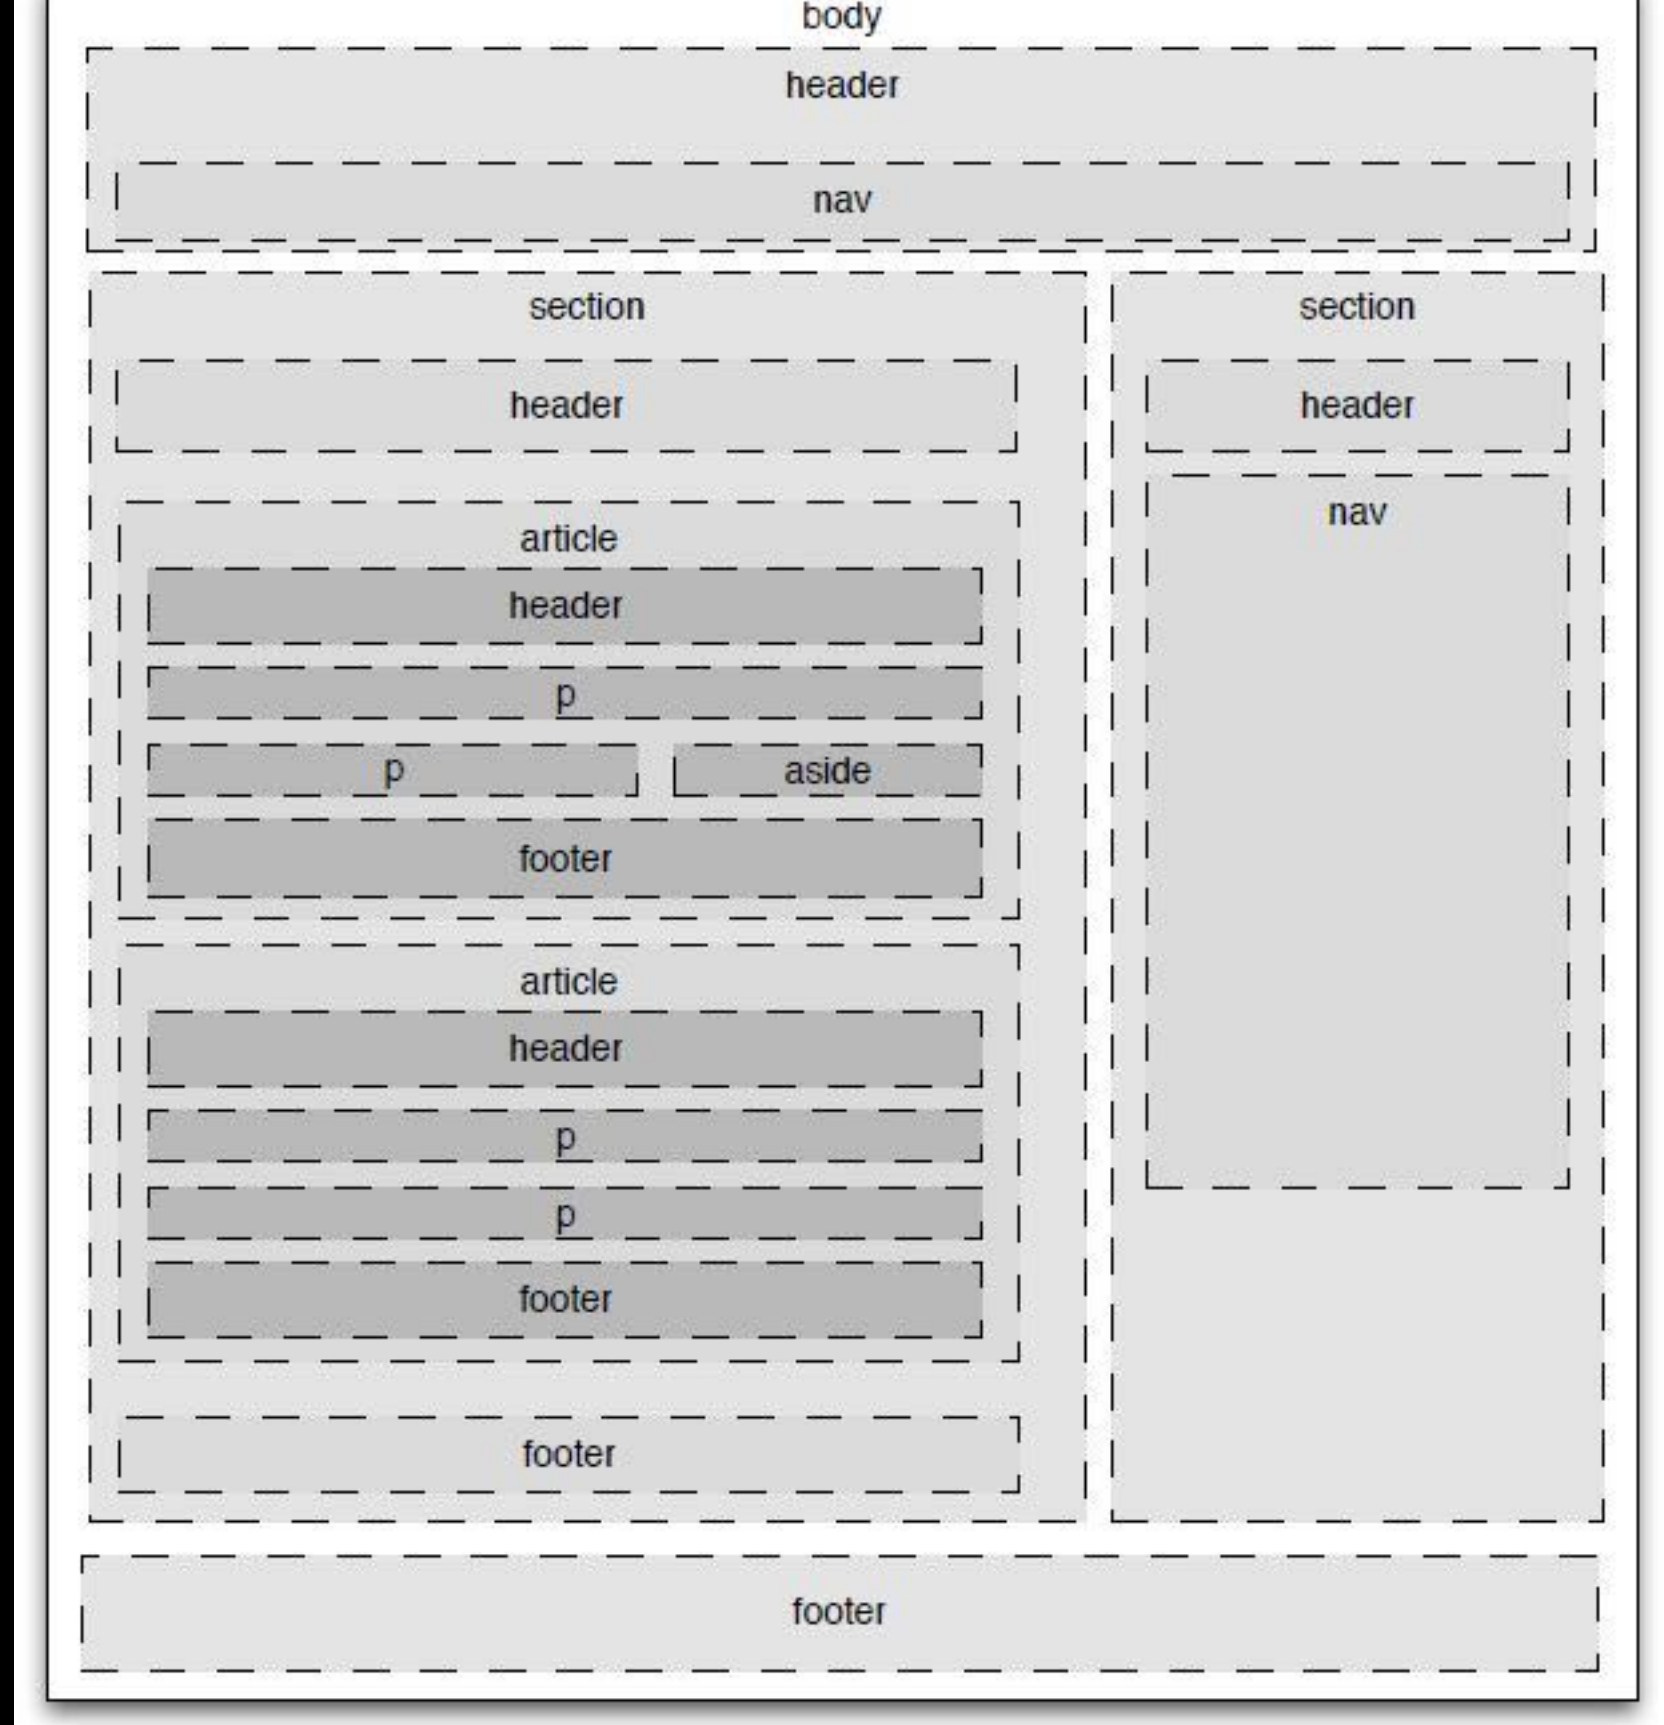 body
header
nav
section
header
article
header
p
p
aside
footer
article
header
p
p
footer
footer
section
header
nav
footer